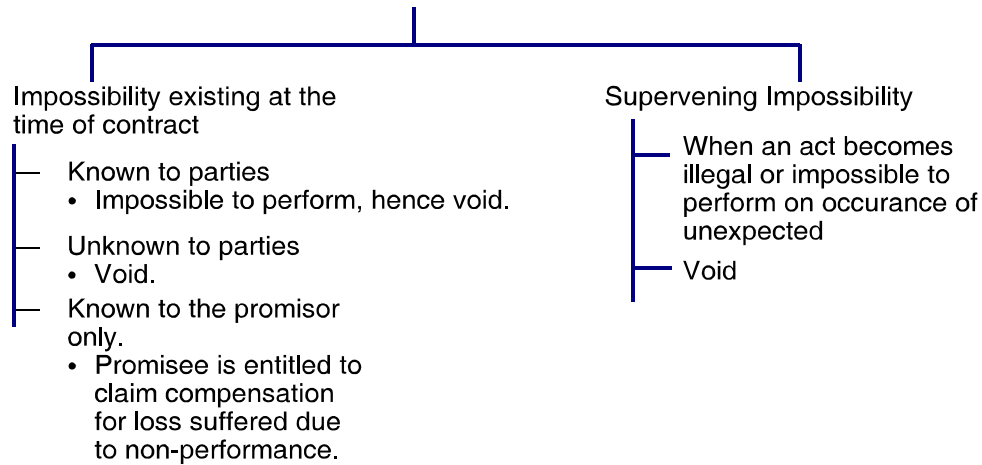 Impossibility existing at the
time of contract
Known to parties
• Impossible to perform, hence void.
Unknown to parties
• Void.
Known to the promisor
only.
• Promisee is entitled to
claim compensation
for loss suffered due
to non-performance.
Supervening Impossibility
When an act becomes
illegal or impossible to
perform on occurance of
unexpected
Void